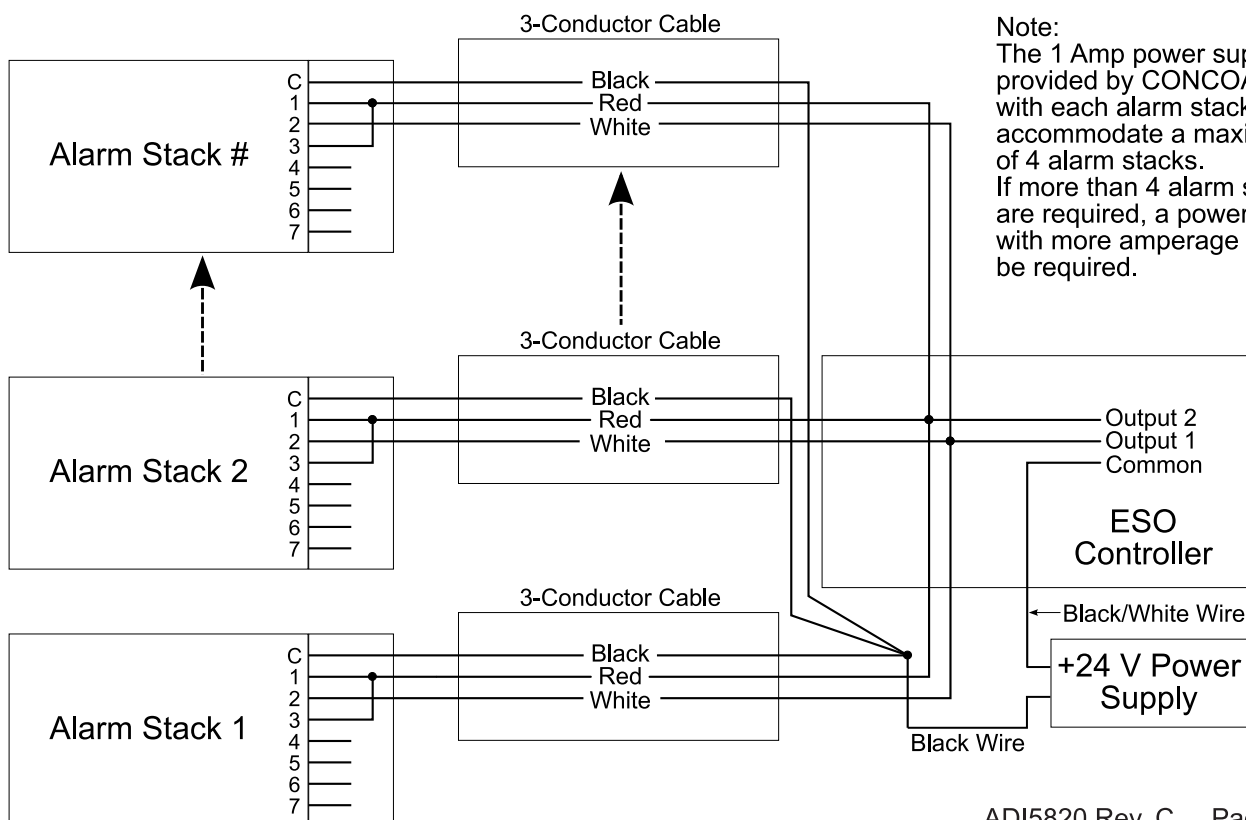 3-Conductor Cable
Note:
The 1 Amp power
provided by
with each alarm
accommodate a
of 4 alarm stacks.
If more than 4 alarm
are required, a power
with more amperage
be required.
Alarm Stack #
C
1
2
3
4
5
6
7
Black
Red
White
3-Conductor Cable
Alarm Stack 2
C
1
2
3
4
5
6
7
Black
Red
White
Output 2
Output 1
Common
ESO
Controller
3-Conductor Cable
Black/White Wire
Alarm Stack 1
C
1
2
3
4
5
6
7
Black
Red
White
+24 V Power
Supply
Black Wire
ADI5820 Rev. C